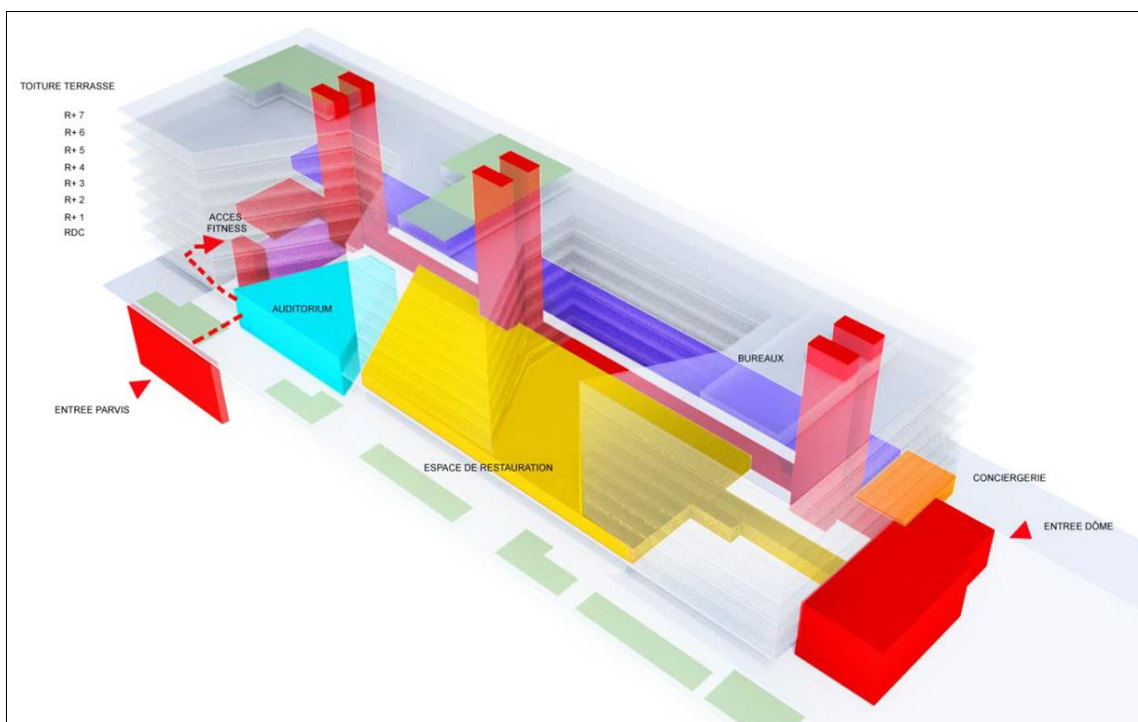 TOITURE TERRASSE
R+ 7
R+ 6
R+ 5
R+ 4
R+ 3
R+ 2
R+ 1
RDC
ACCES
FITNESS
AUDITORIUM
BUREAUX
ENTREE PARVIS
ESPACE DE RESTAURATION
CONCIERGERIE
ENTREE DÔME